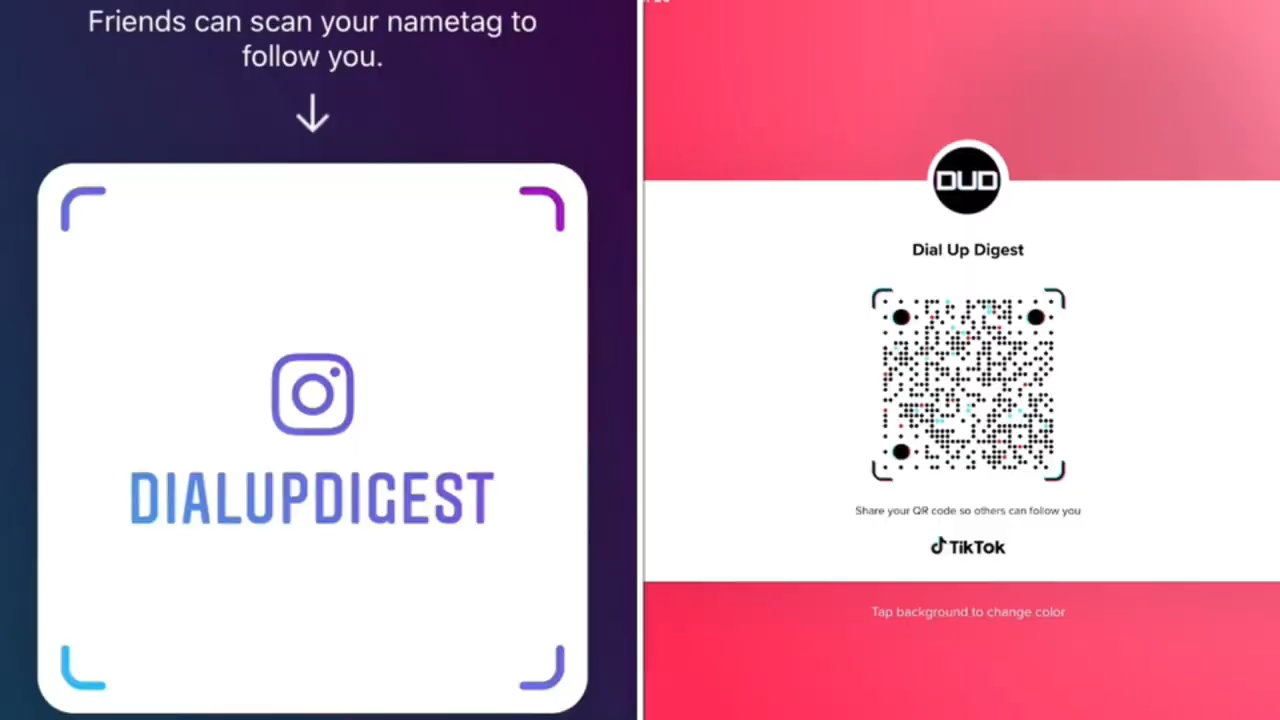 Friends can scan your nametag to
follow you.
DIALUPDIGEST
DUD
Dial Up Digest
Share your QR code so others can follow you
TikTok
Tap background to change color